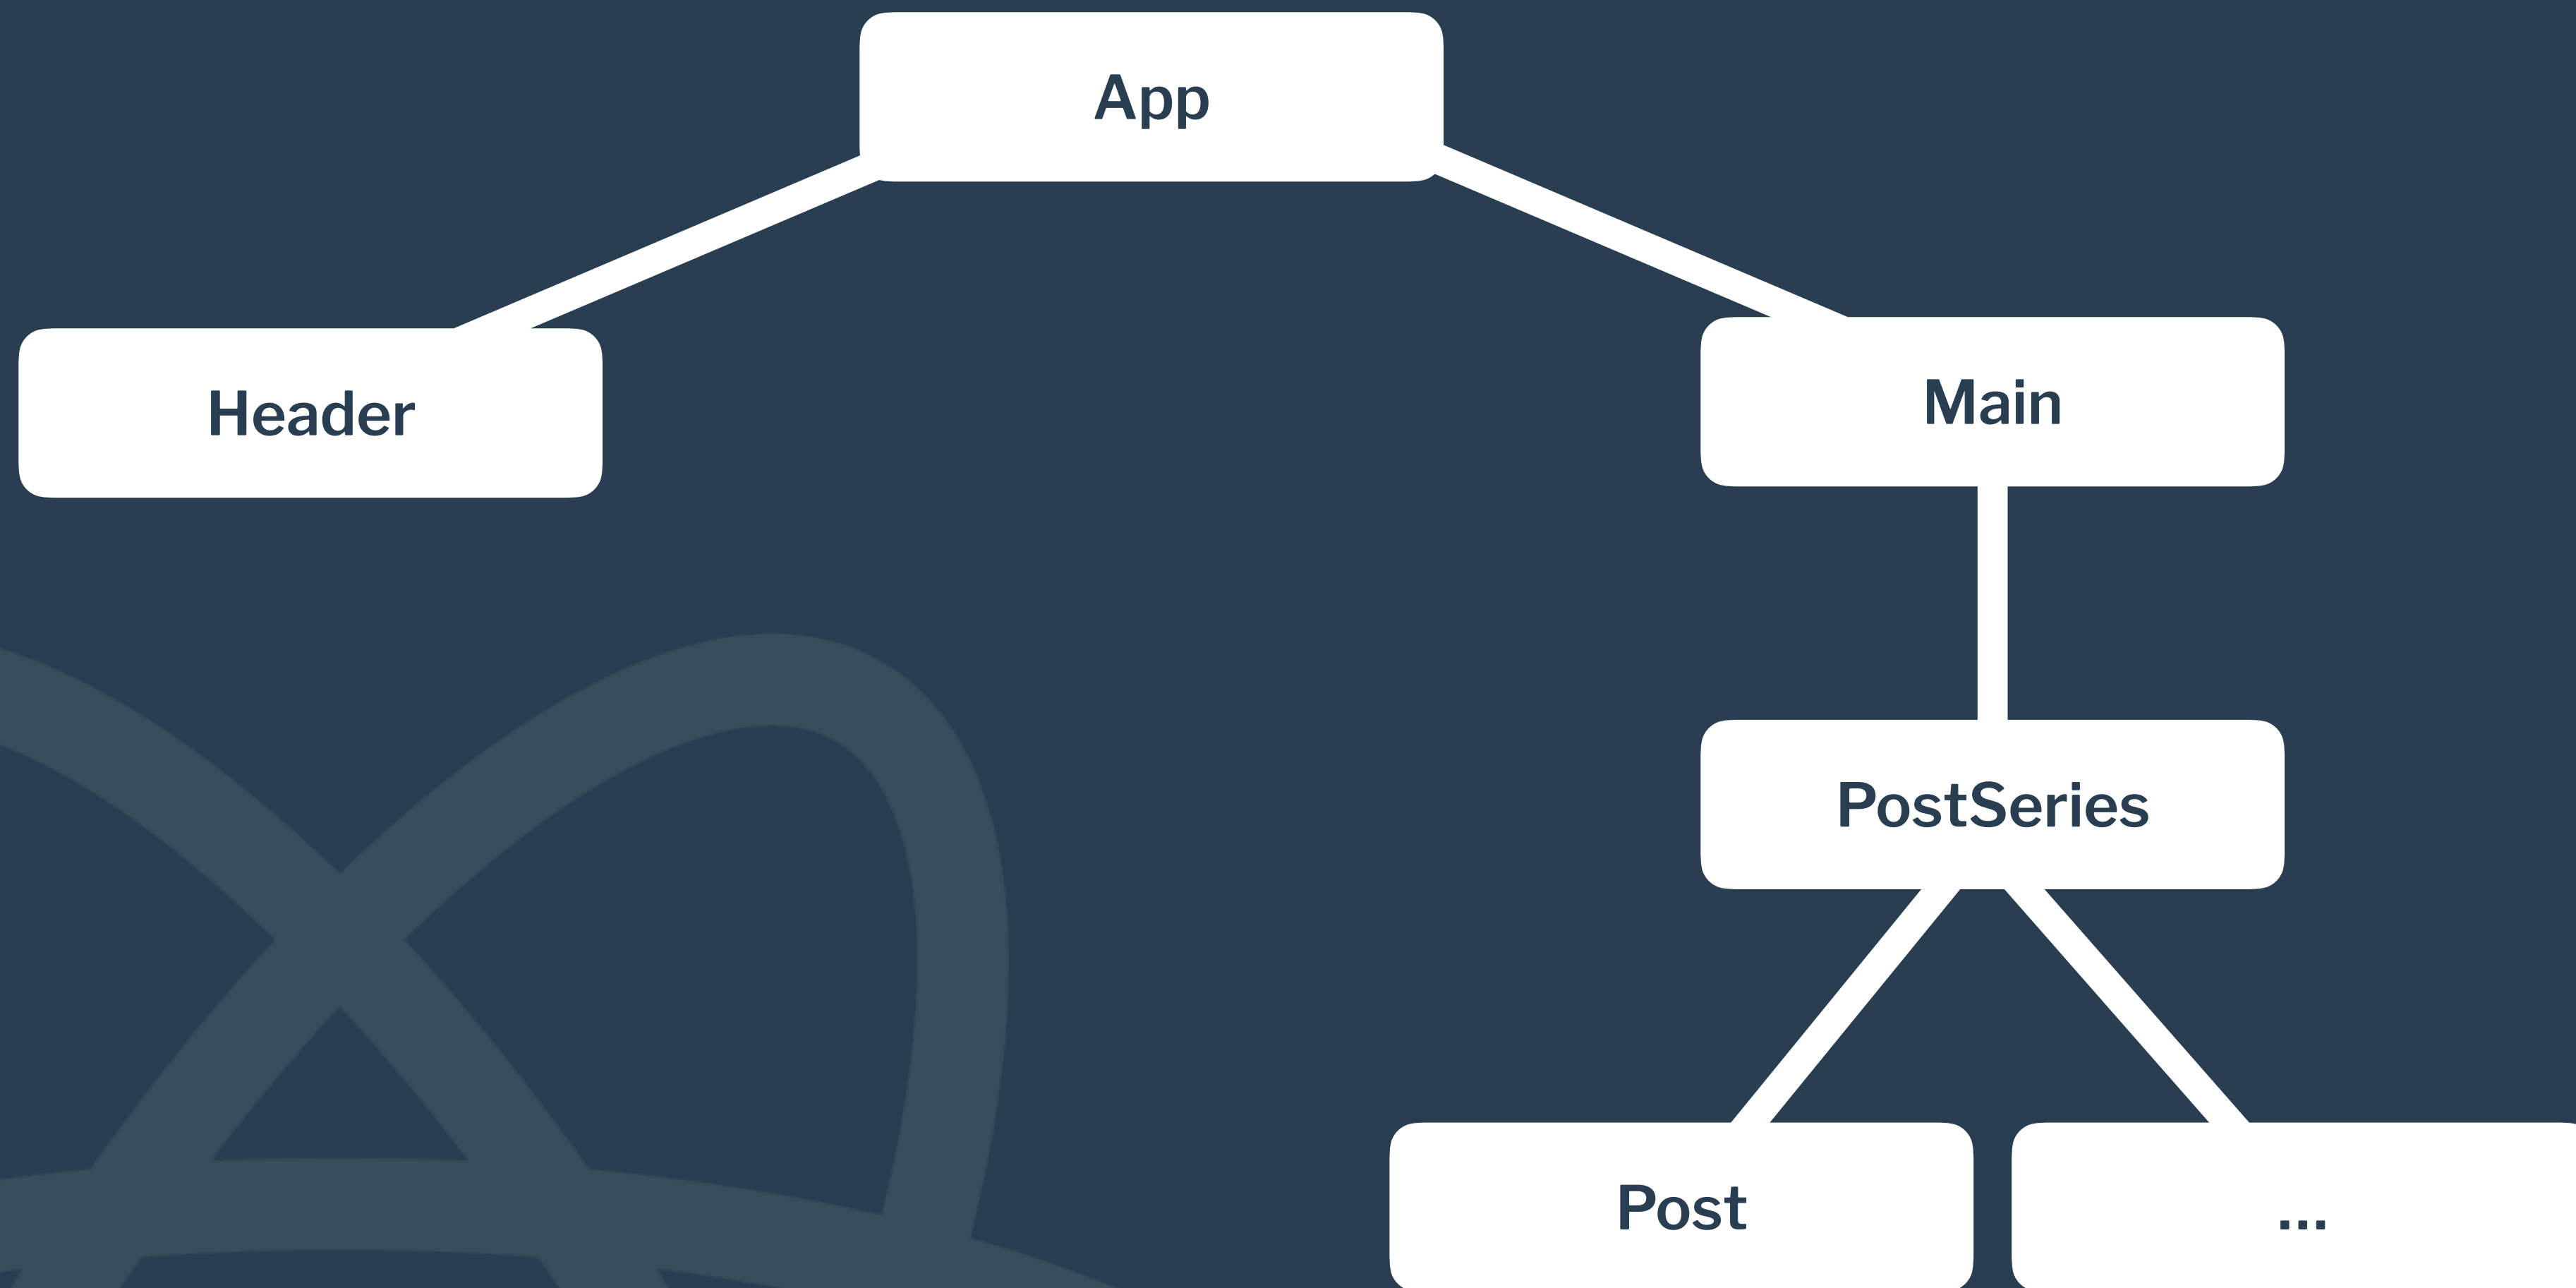 App
Header
Main
PostSeries
Post
...